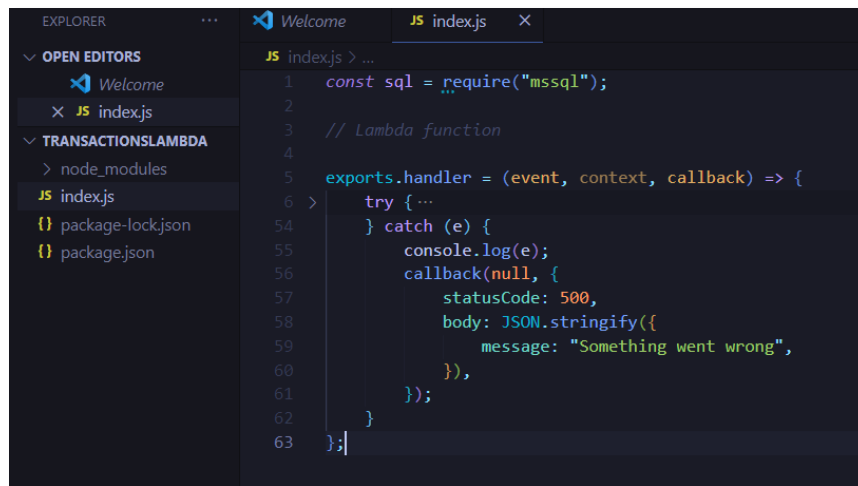 EXPLORER ···
OPEN EDITORS
Welcome
JS index.js
TRANSACTIONSLAMBDA
node_modules
JS index.js
{} package-lock.json
{} package.json
Welcome JS index.js
JS index.js > ...
1 const sql = require("mssql");
2
3 // Lambda function
4
5 exports.handler = (event, context, callback) => {
6 > try {···
54 } catch (e) {
55 console.log(e);
56 callback(null, {
57 statusCode: 500,
58 body: JSON.stringify({
59 message: "Something went wrong",
60 }),
61 });
62 }
63 };